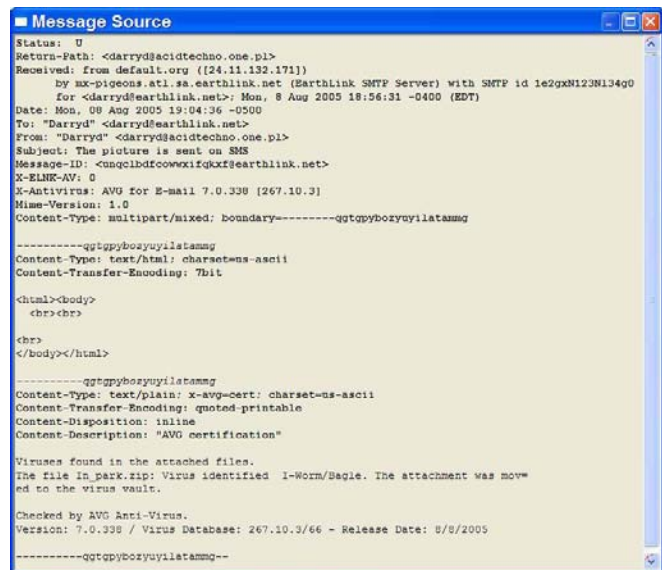 Message Source
Status: U
Return-Path: <darryd@acidtechno.one.pl>
Received: from default.org ([24.11.132.171])
by mx-pigeons.atl.sa.earthlink.net (EarthLink SMTP Server) with SMTP id 1e2gxN123Nl34g0
for <darryd@earthlink.net>; Mon, 8 Aug 2005 18:56:31 -0400 (EDT)
Date: Mon, 08 Aug 2005 19:04:36 -0500
To: "Darryd" <darryd@earthlink.net>
From: "Darryd" <darryd@acidtechno.one.pl>
Subject: The picture is sent on SMS
Message-ID: <unqclbdfcowwxifqkxf@earthlink.net>
X-ELNK-AV: 0
X-Antivirus: AVG for E-mail 7.0.338 [267.10.3]
Mime-Version: 1.0
Content-Type: multipart/mixed; boundary=--------qgtgpybozyuyilatammg
----------qgtgpybozyuyilatammg
Content-Type: text/html; charset=us-ascii
Content-Transfer-Encoding: 7bit
<html><body>
<br><br>
<br>
</body></html>
----------qgtgpybozyuyilatammg
Content-Type: text/plain; x-avg=cert; charset=us-ascii
Content-Transfer-Encoding: quoted-printable
Content-Disposition: inline
Content-Description: "AVG certification"
Viruses found in the attached files.
The file In_park.zip: Virus identified I-Worm/Bagle. The attachment was mov=
ed to the virus vault.
Checked by AVG Anti-Virus.
Version: 7.0.338 / Virus Database: 267.10.3/66 - Release Date: 8/8/2005
----------qgtgpybozyuyilatammg--